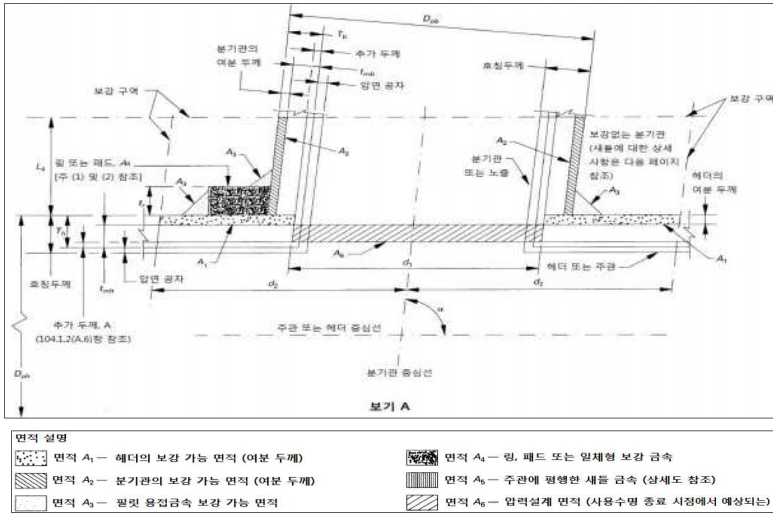 D_ob
T_b
분기관의
여분 두께
추가 두께
t_mb
압연 공차
호칭두께
보강 구역
보강 구역
A_3
A_2
A_2
보강없는 분기관
(새들에 대한 상세
사항은 다음 페이지
참조)
링 또는 패드, A_4
[주 (1) 및 (2) 참조]
분기관
또는 노즐
A_3
헤더의
여분 두께
L_4
A_3
t_r
T_h
A_1
A_6
d_1
헤더 또는 주관
A_1
호칭두께
t_mh
압연 공차
d_2
d_2
추가 두께, A
(104.1.2(A.6)항 참조)
주관 또는 헤더 중심선
α
분기관 중심선
D_oh
보기 A
면적 설명
면적 A_1 — 헤더의 보강 가능 면적 (여분 두께)
면적 A_4 — 링, 패드 또는 일체형 보강 금속
면적 A_2 — 분기관의 보강 가능 면적 (여분 두께)
면적 A_5 — 주관에 평행한 새들 금속 (상세도 참조)
면적 A_3 — 필릿 용접금속 보강 가능 면적
면적 A_6 — 압력설계 면적 (사용수명 종료 시점에서 예상되는)